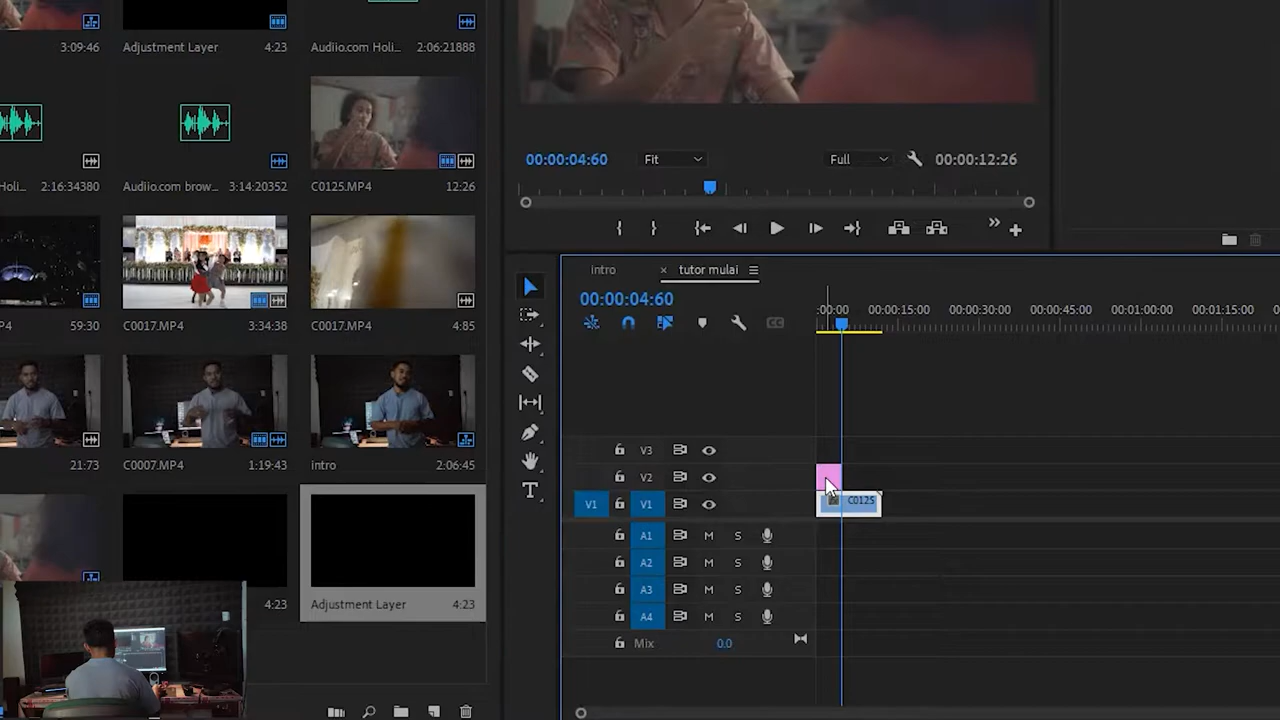 3:09:46
Adjustment Layer 4:23
Audiio.com Holi... 2:06:21888
Holi... 2:16:34380
Audiio.com brow... 3:14:20352
C0125.MP4 12:26
P4 59:30
C0017.MP4 3:34:38
C0017.MP4 4:85
21:73
C0007.MP4 1:19:43
intro 2:06:45
4:23
Adjustment Layer 4:23
00:00:04:60 Fit Full 00:00:12:26
intro × tutor mulai
00:00:04:60
:00:00 00:00:15:00 00:00:30:00 00:00:45:00 00:01:00:00 00:01:15:00
CC
V3
V2
V1 V1 C0125
A1 M S
A2 M S
A3 M S
A4 M S
Mix 0.0